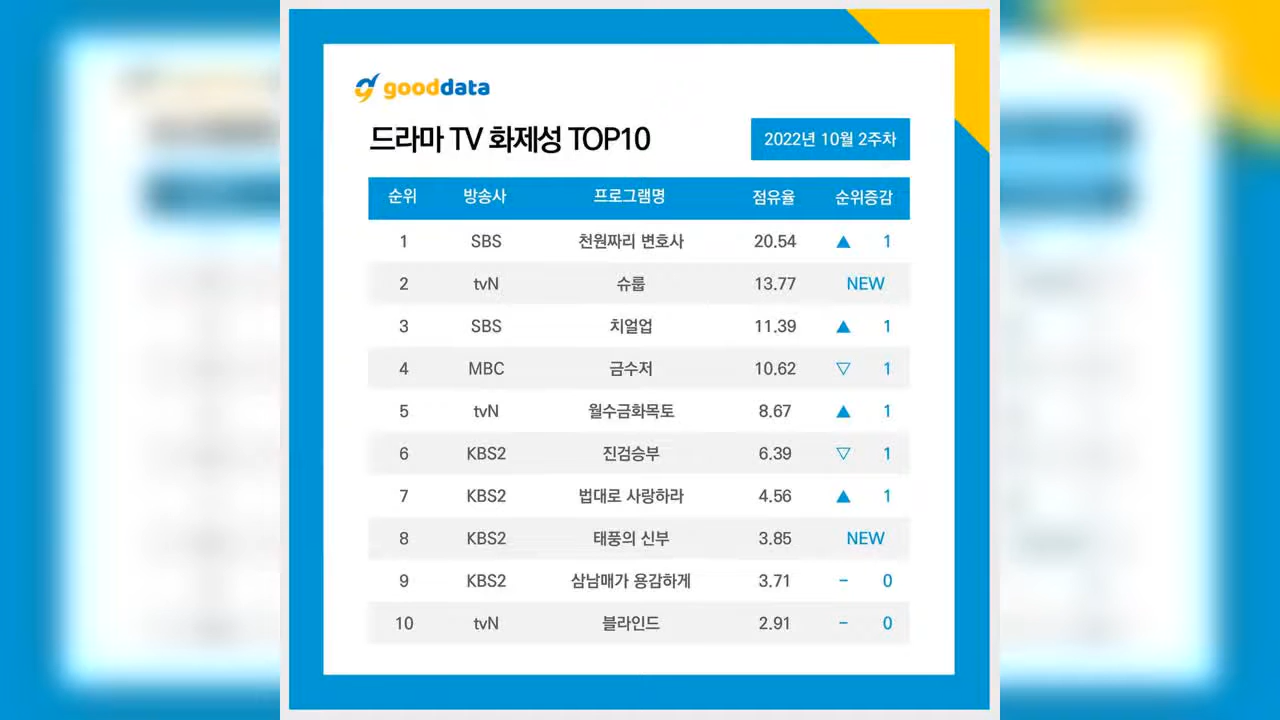 gooddata
드라마 TV 화제성 TOP10
2022년 10월 2주차
순위 방송사 프로그램명 점유율 순위증감
1 SBS 천원짜리 변호사 20.54 ▲ 1
2 tvN 슈룹 13.77 NEW
3 SBS 치얼업 11.39 ▲ 1
4 MBC 금수저 10.62 ▽ 1
5 tvN 월수금화목토 8.67 ▲ 1
6 KBS2 진검승부 6.39 ▽ 1
7 KBS2 법대로 사랑하라 4.56 ▲ 1
8 KBS2 태풍의 신부 3.85 NEW
9 KBS2 삼남매가 용감하게 3.71 - 0
10 tvN 블라인드 2.91 - 0